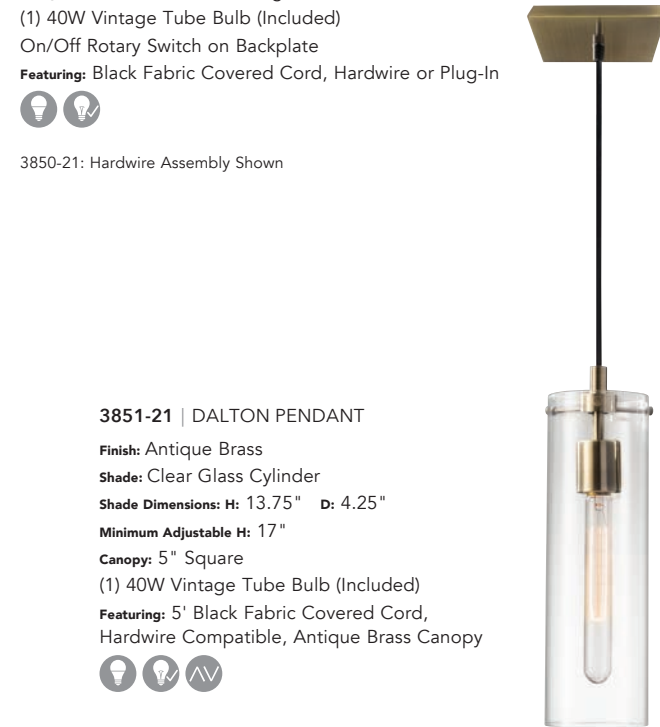 (1) 40W Vintage Tube Bulb (Included)
On/Off Rotary Switch on Backplate
Featuring: Black Fabric Covered Cord, Hardwire or Plug-In
3850-21: Hardwire Assembly Shown
3851-21 | DALTON PENDANT
Finish: Antique Brass
Shade: Clear Glass Cylinder
Shade Dimensions: H: 13.75" D: 4.25"
Minimum Adjustable H: 17"
Canopy: 5" Square
(1) 40W Vintage Tube Bulb (Included)
Featuring: 5' Black Fabric Covered Cord,
Hardwire Compatible, Antique Brass Canopy